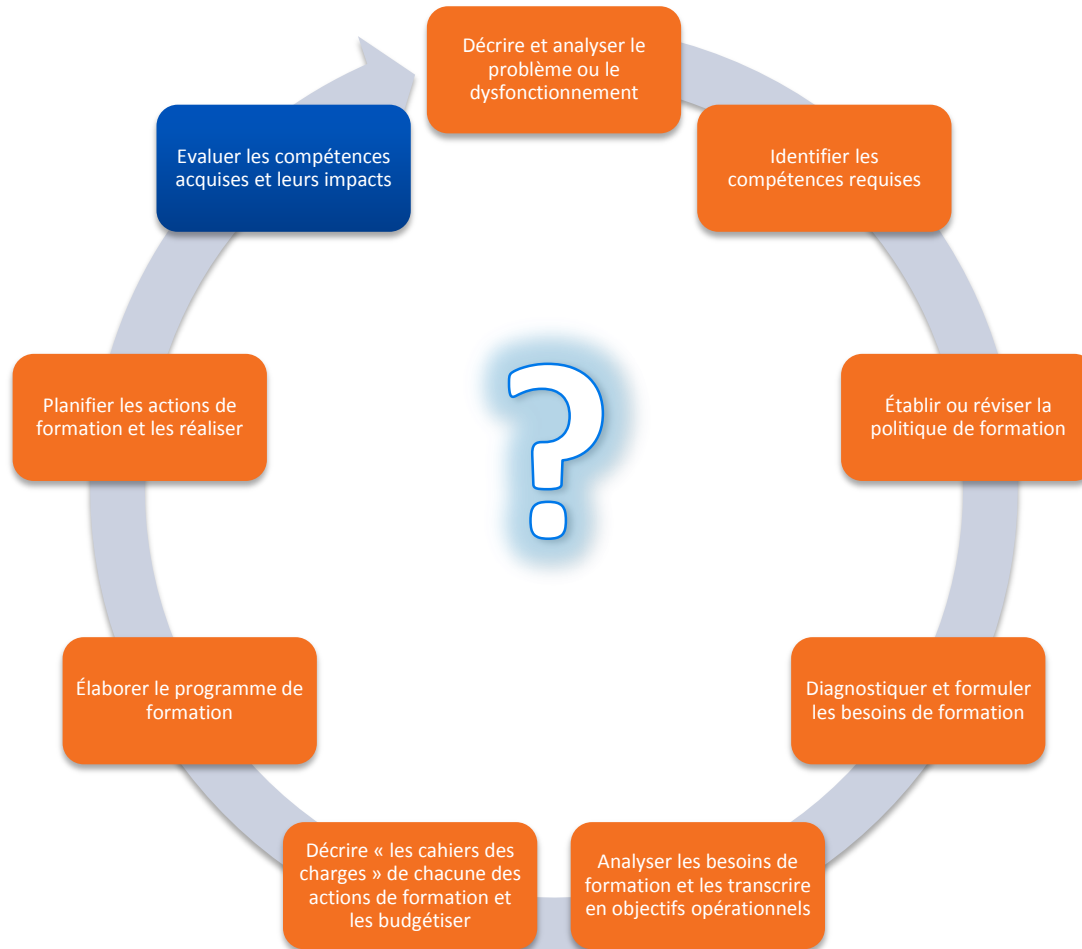 Décrire et analyser le
problème ou le
dysfonctionnement
Identifier les
compétences requises
Établir ou réviser la
politique de formation
Diagnostiquer et formuler
les besoins de formation
Analyser les besoins de
formation et les transcrire
en objectifs opérationnels
Décrire « les cahiers des
charges » de chacune des
actions de formation et
les budgétiser
Élaborer le programme de
formation
Planifier les actions de
formation et les réaliser
Evaluer les compétences
acquises et leurs impacts
?